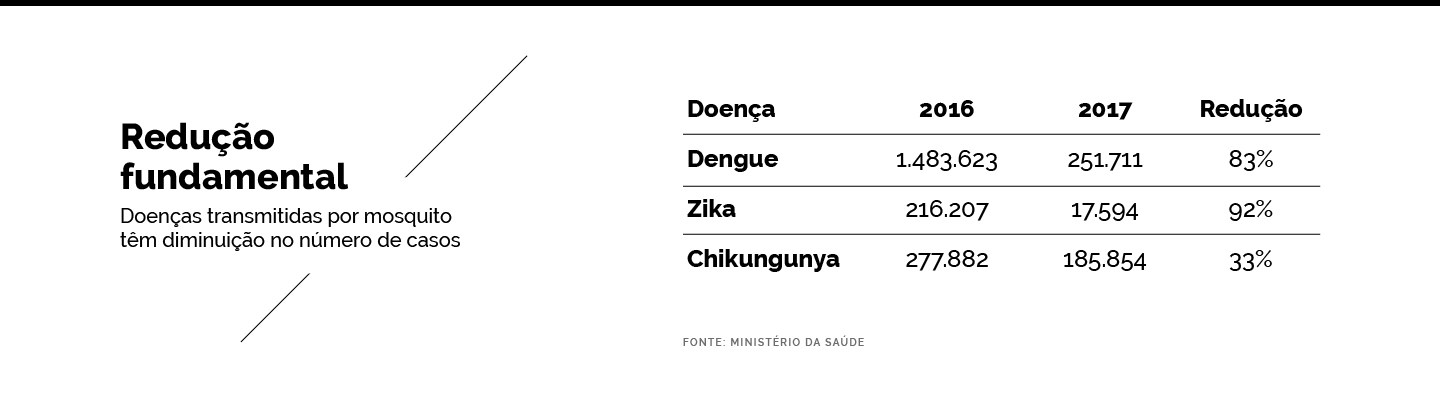 Redução
fundamental
Doenças transmitidas por mosquito
têm diminuição no número de casos
Doença 2016 2017 Redução
Dengue 1.483.623 251.711 83%
Zika 216.207 17.594 92%
Chikungunya 277.882 185.854 33%
FONTE: MINISTÉRIO DA SAÚDE